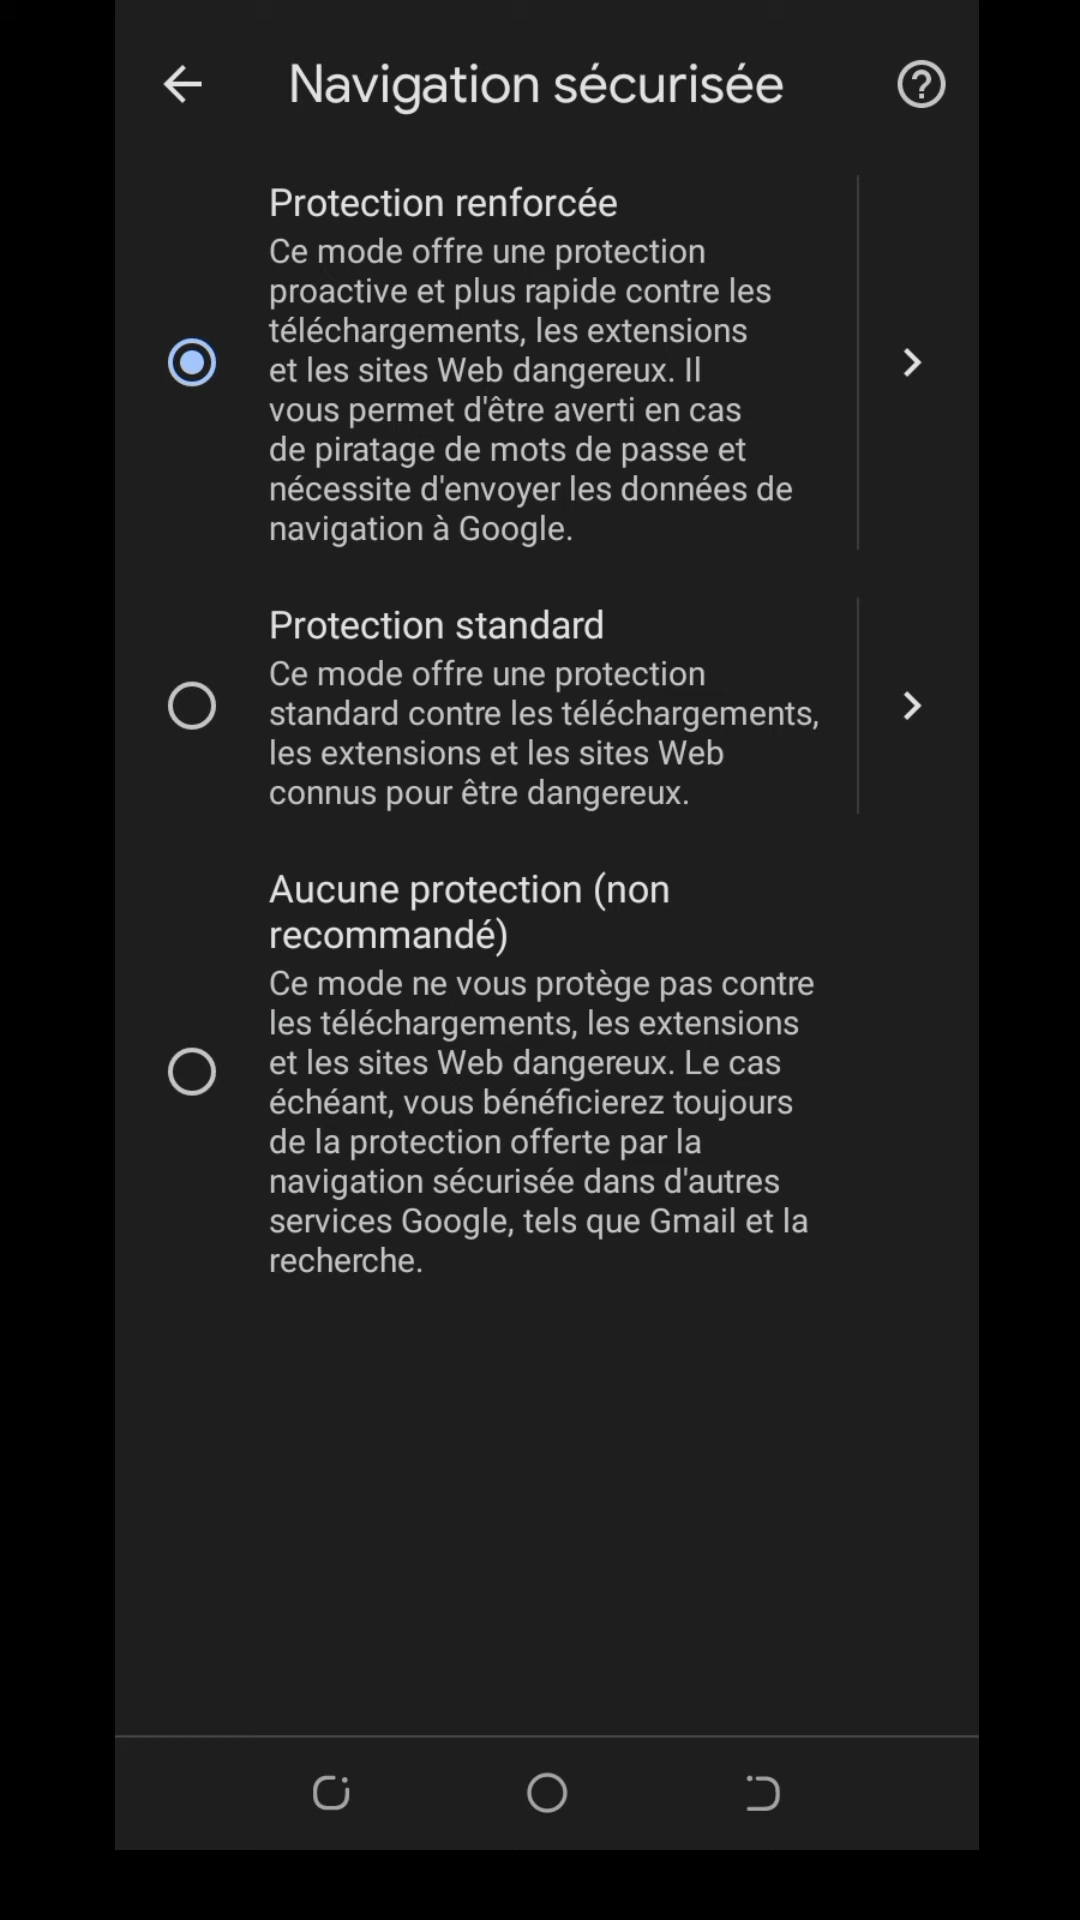 Navigation sécurisée
Protection renforcée
Ce mode offre une protection
proactive et plus rapide contre les
téléchargements, les extensions
et les sites Web dangereux. Il
vous permet d'être averti en cas
de piratage de mots de passe et
nécessite d'envoyer les données de
navigation à Google.
Protection standard
Ce mode offre une protection
standard contre les téléchargements,
les extensions et les sites Web
connus pour être dangereux.
Aucune protection (non
recommandé)
Ce mode ne vous protège pas contre
les téléchargements, les extensions
et les sites Web dangereux. Le cas
échéant, vous bénéficierez toujours
de la protection offerte par la
navigation sécurisée dans d'autres
services Google, tels que Gmail et la
recherche.